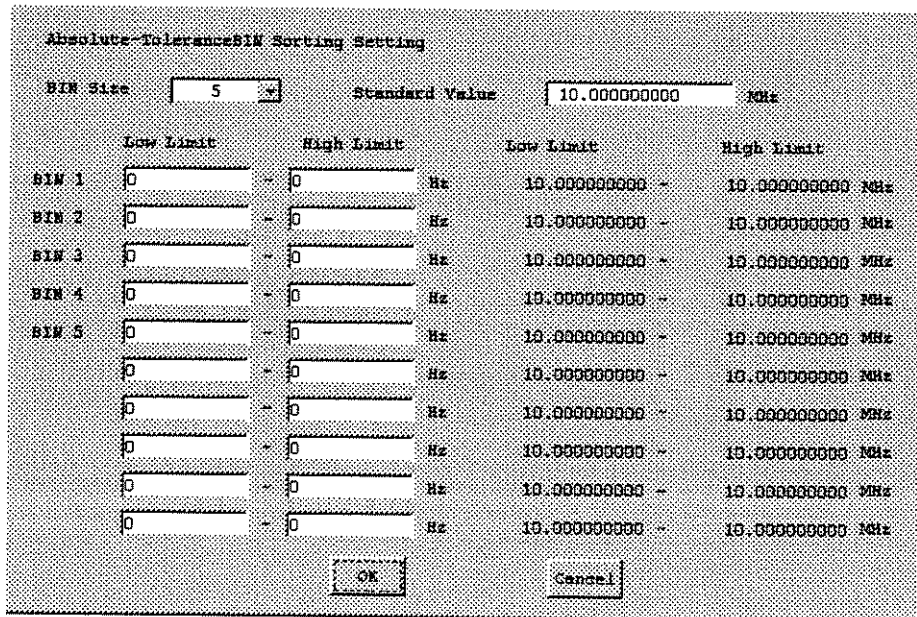 Absolute-ToleranceBIN Sorting Setting
BIN Size 5 Standard Value 10.000000000 MHz
Low Limit High Limit Low Limit High Limit
BIN 1 0 - 0 Hz 10.000000000 - 10.000000000 MHz
BIN 2 0 - 0 Hz 10.000000000 - 10.000000000 MHz
BIN 3 0 - 0 Hz 10.000000000 - 10.000000000 MHz
BIN 4 0 - 0 Hz 10.000000000 - 10.000000000 MHz
BIN 5 0 - 0 Hz 10.000000000 - 10.000000000 MHz
0 - 0 Hz 10.000000000 - 10.000000000 MHz
0 - 0 Hz 10.000000000 - 10.000000000 MHz
0 - 0 Hz 10.000000000 - 10.000000000 MHz
0 - 0 Hz 10.000000000 - 10.000000000 MHz
0 - 0 Hz 10.000000000 - 10.000000000 MHz
OK Cancel